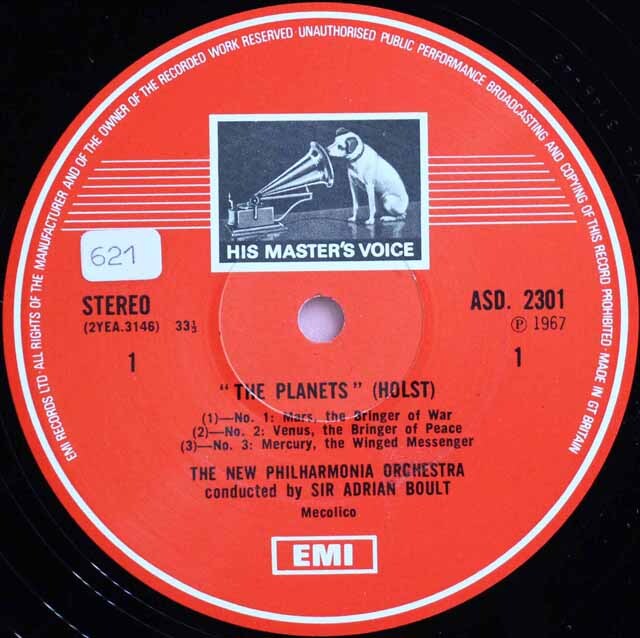 EMI RECORDS LTD · ALL RIGHTS OF THE MANUFACTURER AND OF THE OWNER OF THE RECORDED WORK RESERVED · UNAUTHORISED PUBLIC PERFORMANCE BROADCASTING AND COPYING OF THIS RECORD PROHIBITED · MADE IN GT BRITAIN
HIS MASTER'S VOICE
621
STEREO
(2YEA.3146) 33⅓
1
ASD. 2301
Ⓟ 1967
1
"THE PLANETS" (HOLST)
(1)—No. 1: Mars, the Bringer of War
(2)—No. 2: Venus, the Bringer of Peace
(3)—No. 3: Mercury, the Winged Messenger
THE NEW PHILHARMONIA ORCHESTRA
conducted by SIR ADRIAN BOULT
Mecolico
EMI